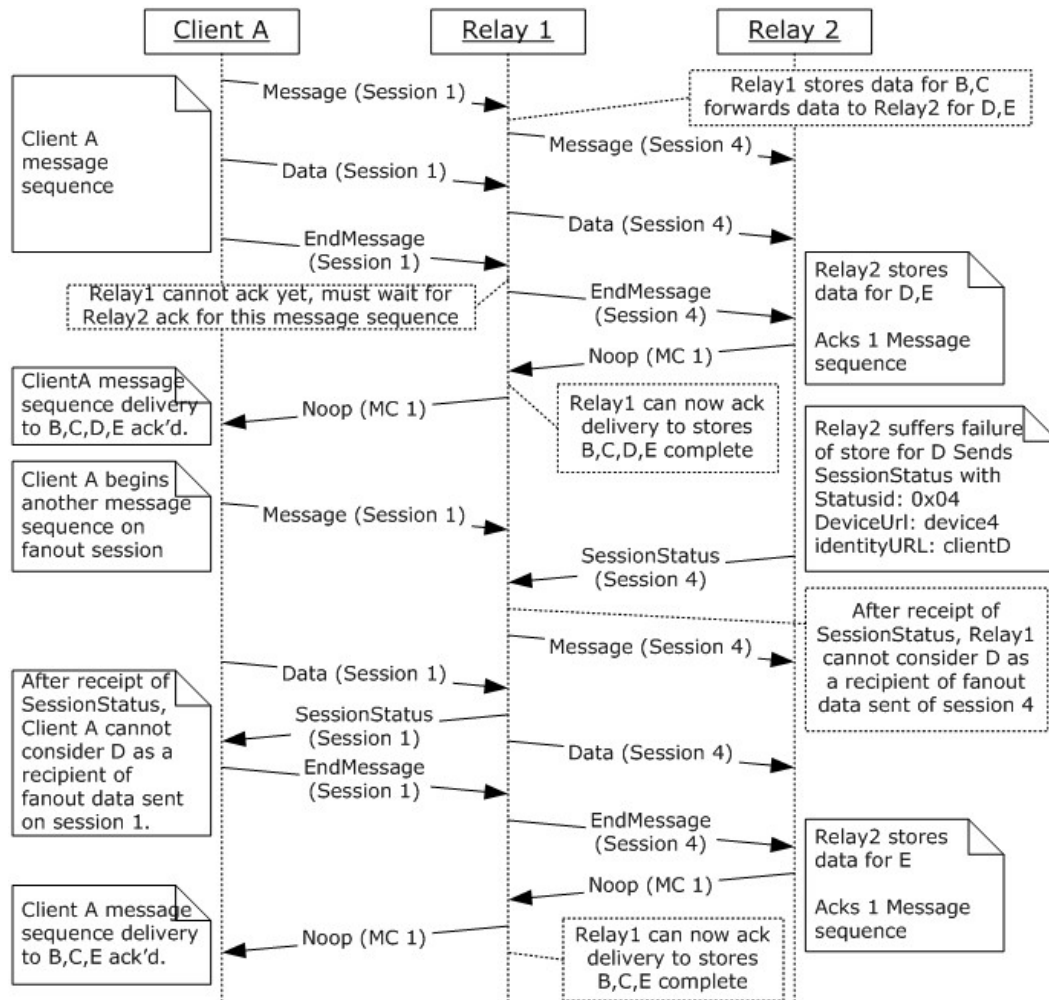 Client A
Relay 1
Relay 2
Message (Session 1)
Relay1 stores data for B,C
forwards data to Relay2 for D,E
Client A
message
sequence
Message (Session 4)
Data (Session 1)
Data (Session 4)
EndMessage
(Session 1)
Relay1 cannot ack yet, must wait for
Relay2 ack for this message sequence
EndMessage
(Session 4)
Relay2 stores
data for D,E
Acks 1 Message
sequence
Noop (MC 1)
ClientA message
sequence delivery
to B,C,D,E ack'd.
Noop (MC 1)
Relay1 can now ack
delivery to stores
B,C,D,E complete
Relay2 suffers failure
of store for D Sends
SessionStatus with
Statusid: 0x04
DeviceUrl: device4
identityURL: clientD
Client A begins
another message
sequence on
fanout session
Message (Session 1)
SessionStatus
(Session 4)
After receipt of
SessionStatus, Relay1
cannot consider D as
a recipient of fanout
data sent of session 4
Message (Session 4)
Data (Session 1)
After receipt of
SessionStatus,
Client A cannot
consider D as a
recipient of
fanout data sent
on session 1.
SessionStatus
(Session 1)
Data (Session 4)
EndMessage
(Session 1)
EndMessage
(Session 4)
Relay2 stores
data for E
Acks 1 Message
sequence
Noop (MC 1)
Client A message
sequence delivery
to B,C,E ack'd.
Noop (MC 1)
Relay1 can now ack
delivery to stores
B,C,E complete